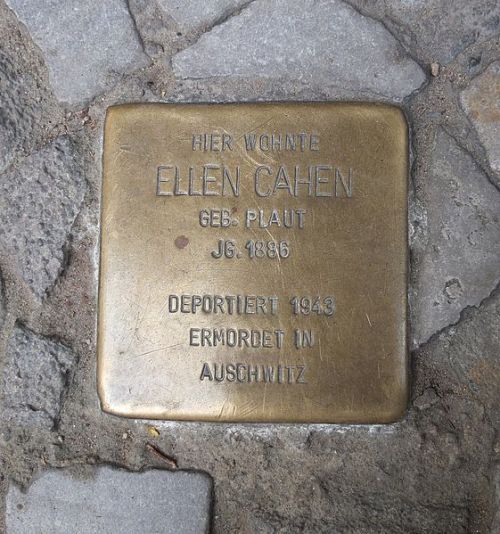 HIER WOHNTE
ELLEN CAHEN
GEB. PLAUT
JG. 1886
DEPORTIERT 1943
ERMORDET IN
AUSCHWITZ